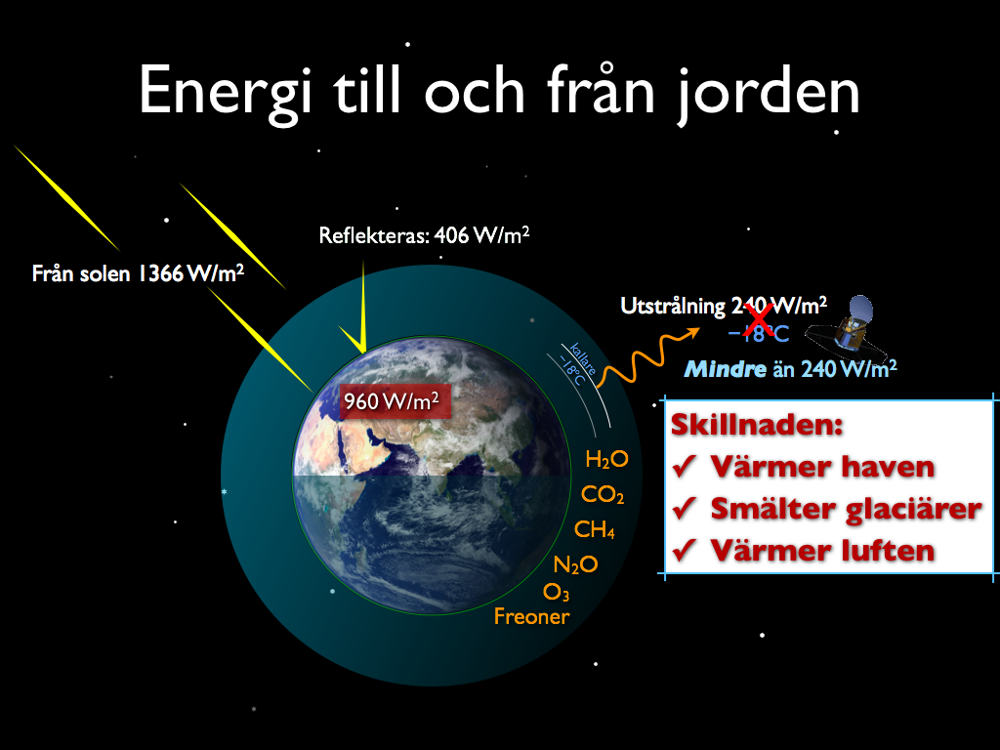 Energi till och från jorden
Reflekteras: 406 W/m²
Från solen 1366 W/m²
Utstrålning 240 W/m²
−18°C
Mindre än 240 W/m²
kallare
−18°C
960 W/m²
Skillnaden:
✓ Värmer haven
✓ Smälter glaciärer
✓ Värmer luften
H₂O
CO₂
CH₄
N₂O
O₃
Freoner